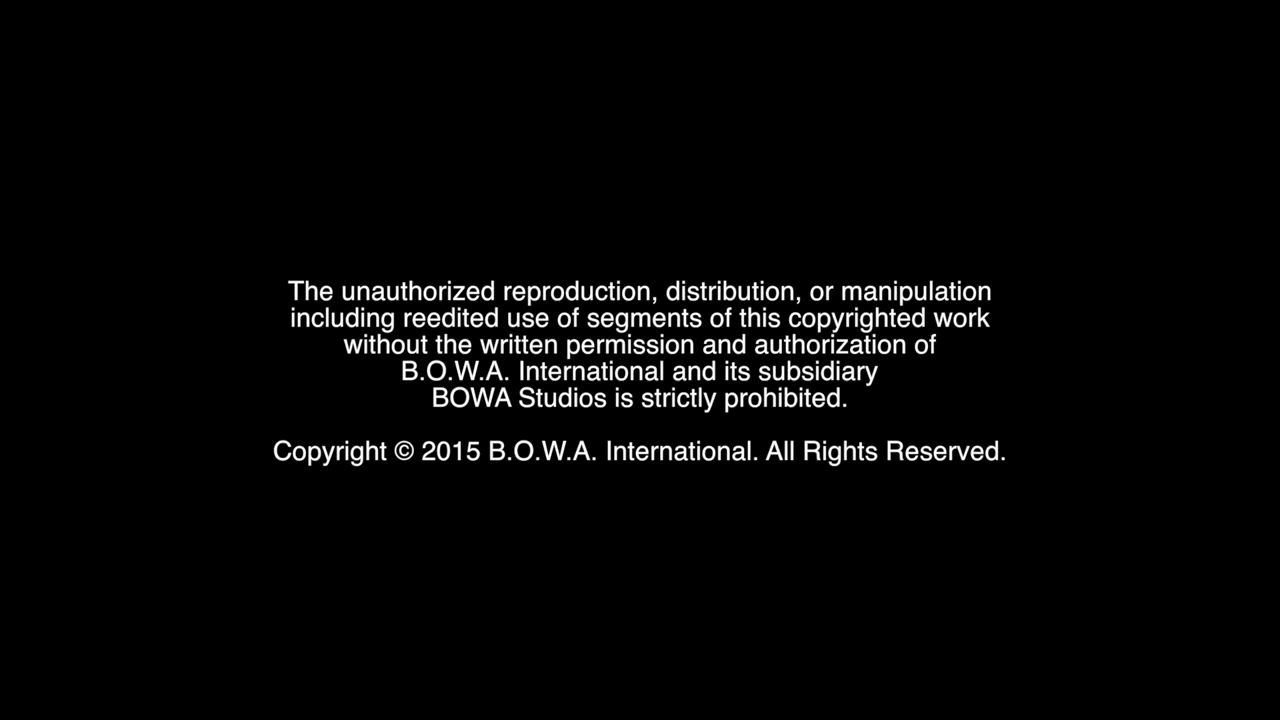 The unauthorized reproduction, distribution, or manipulation
including reedited use of segments of this copyrighted work
without the written permission and authorization of
B.O.W.A. International and its subsidiary
BOWA Studios is strictly prohibited.
Copyright © 2015 B.O.W.A. International. All Rights Reserved.